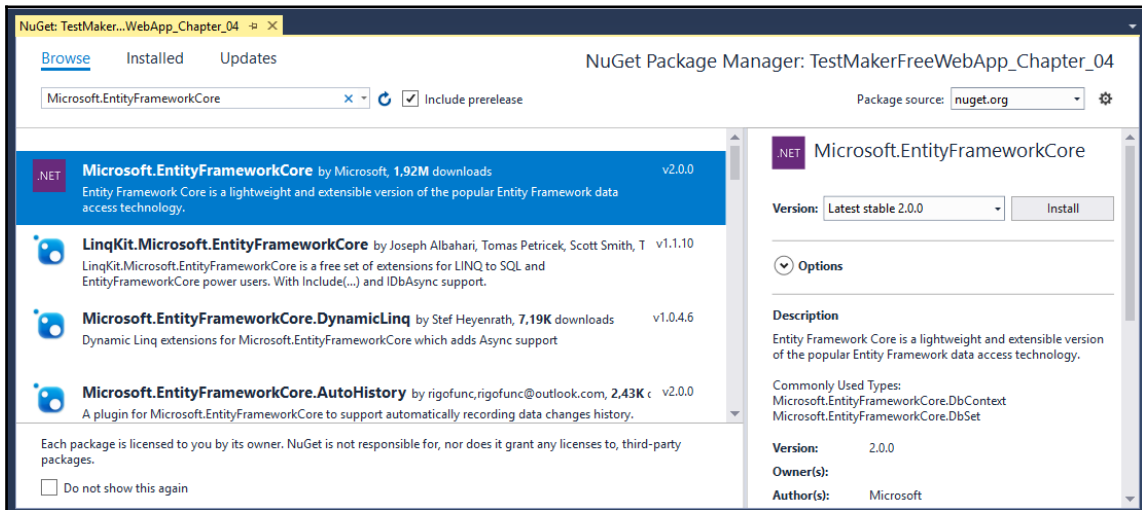 NuGet: TestMaker...WebApp_Chapter_04
Browse Installed Updates
NuGet Package Manager: TestMakerFreeWebApp_Chapter_04
Microsoft.EntityFrameworkCore
Include prerelease
Package source: nuget.org
.NET
Microsoft.EntityFrameworkCore by Microsoft, 1,92M downloads v2.0.0
Entity Framework Core is a lightweight and extensible version of the popular Entity Framework data
access technology.
LinqKit.Microsoft.EntityFrameworkCore by Joseph Albahari, Tomas Petricek, Scott Smith, T v1.1.10
LinqKit.Microsoft.EntityFrameworkCore is a free set of extensions for LINQ to SQL and
EntityFrameworkCore power users. With Include(...) and IDbAsync support.
Microsoft.EntityFrameworkCore.DynamicLinq by Stef Heyenrath, 7,19K downloads v1.0.4.6
Dynamic Linq extensions for Microsoft.EntityFrameworkCore which adds Async support
Microsoft.EntityFrameworkCore.AutoHistory by rigofunc,rigofunc@outlook.com, 2,43K v2.0.0
A plugin for Microsoft.EntityFrameworkCore to support automatically recording data changes history.
Each package is licensed to you by its owner. NuGet is not responsible for, nor does it grant any licenses to, third-party
packages.
Do not show this again
.NET
Microsoft.EntityFrameworkCore
Version: Latest stable 2.0.0 Install
Options
Description
Entity Framework Core is a lightweight and extensible version
of the popular Entity Framework data access technology.
Commonly Used Types:
Microsoft.EntityFrameworkCore.DbContext
Microsoft.EntityFrameworkCore.DbSet
Version: 2.0.0
Owner(s):
Author(s): Microsoft